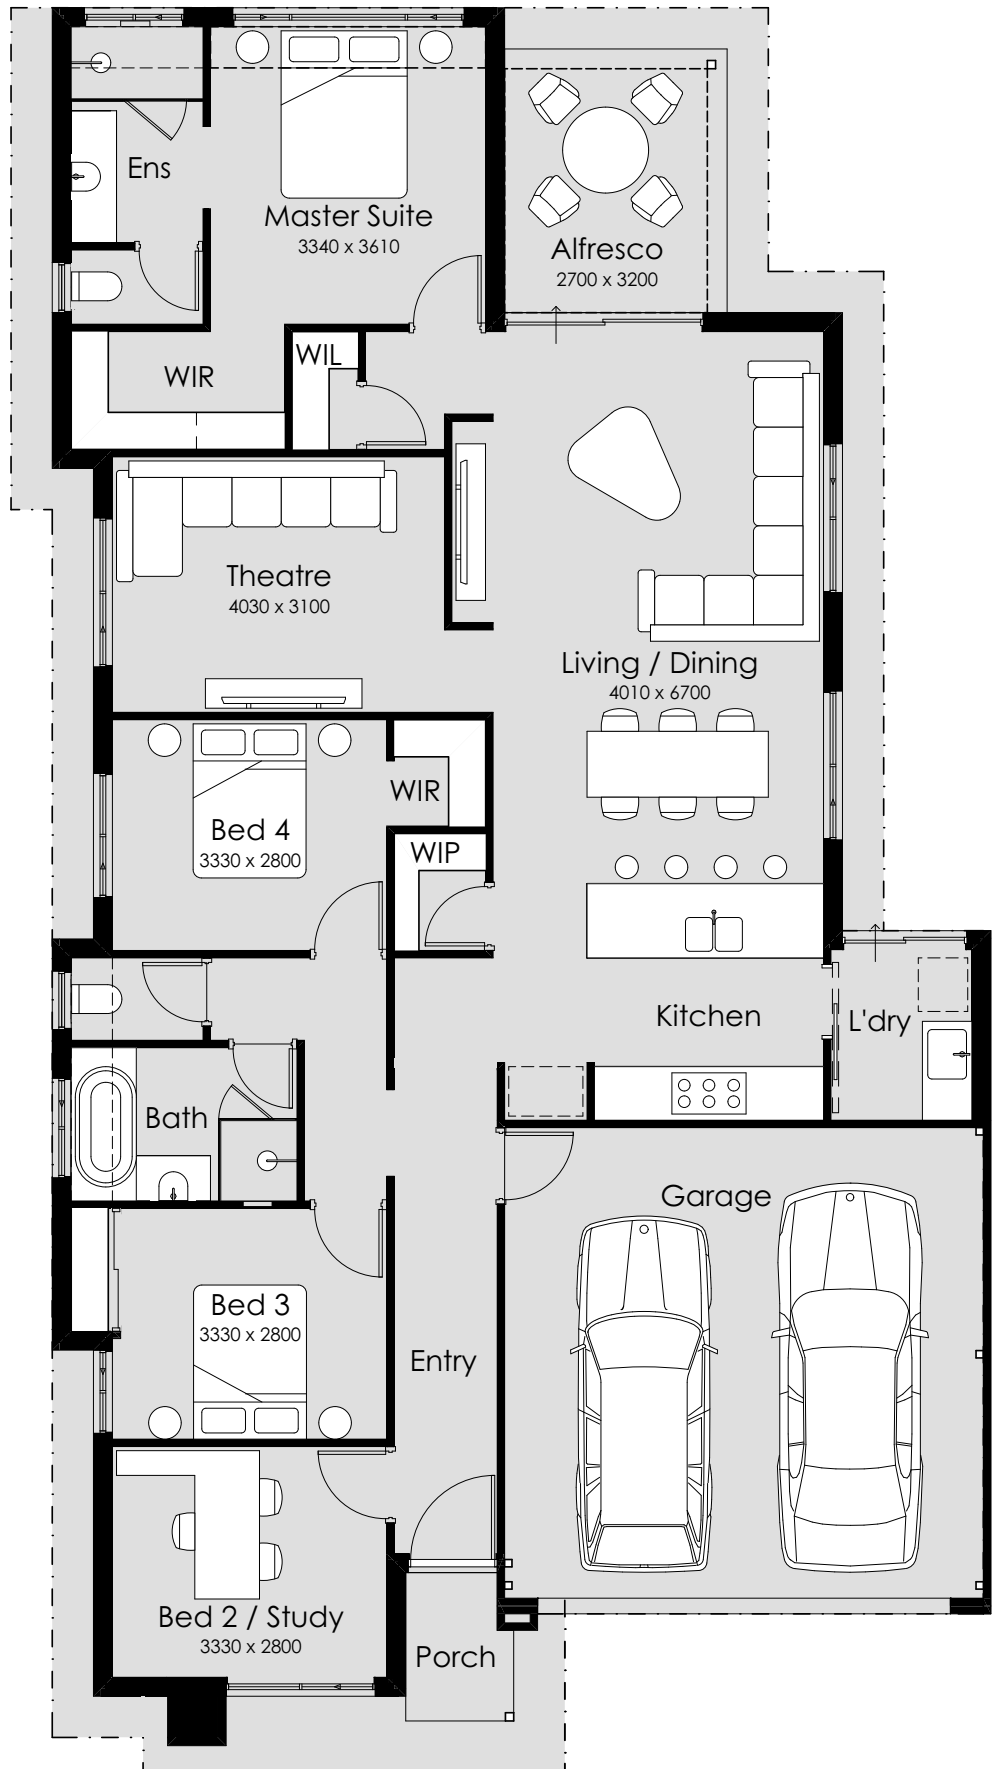 Ens
Master Suite
3340 x 3610
Alfresco
2700 x 3200
WIR
WIL
Theatre
4030 x 3100
Living / Dining
4010 x 6700
Bed 4
3330 x 2800
WIR
WIP
Kitchen
L'dry
Bath
Garage
Bed 3
3330 x 2800
Entry
Bed 2 / Study
3330 x 2800
Porch